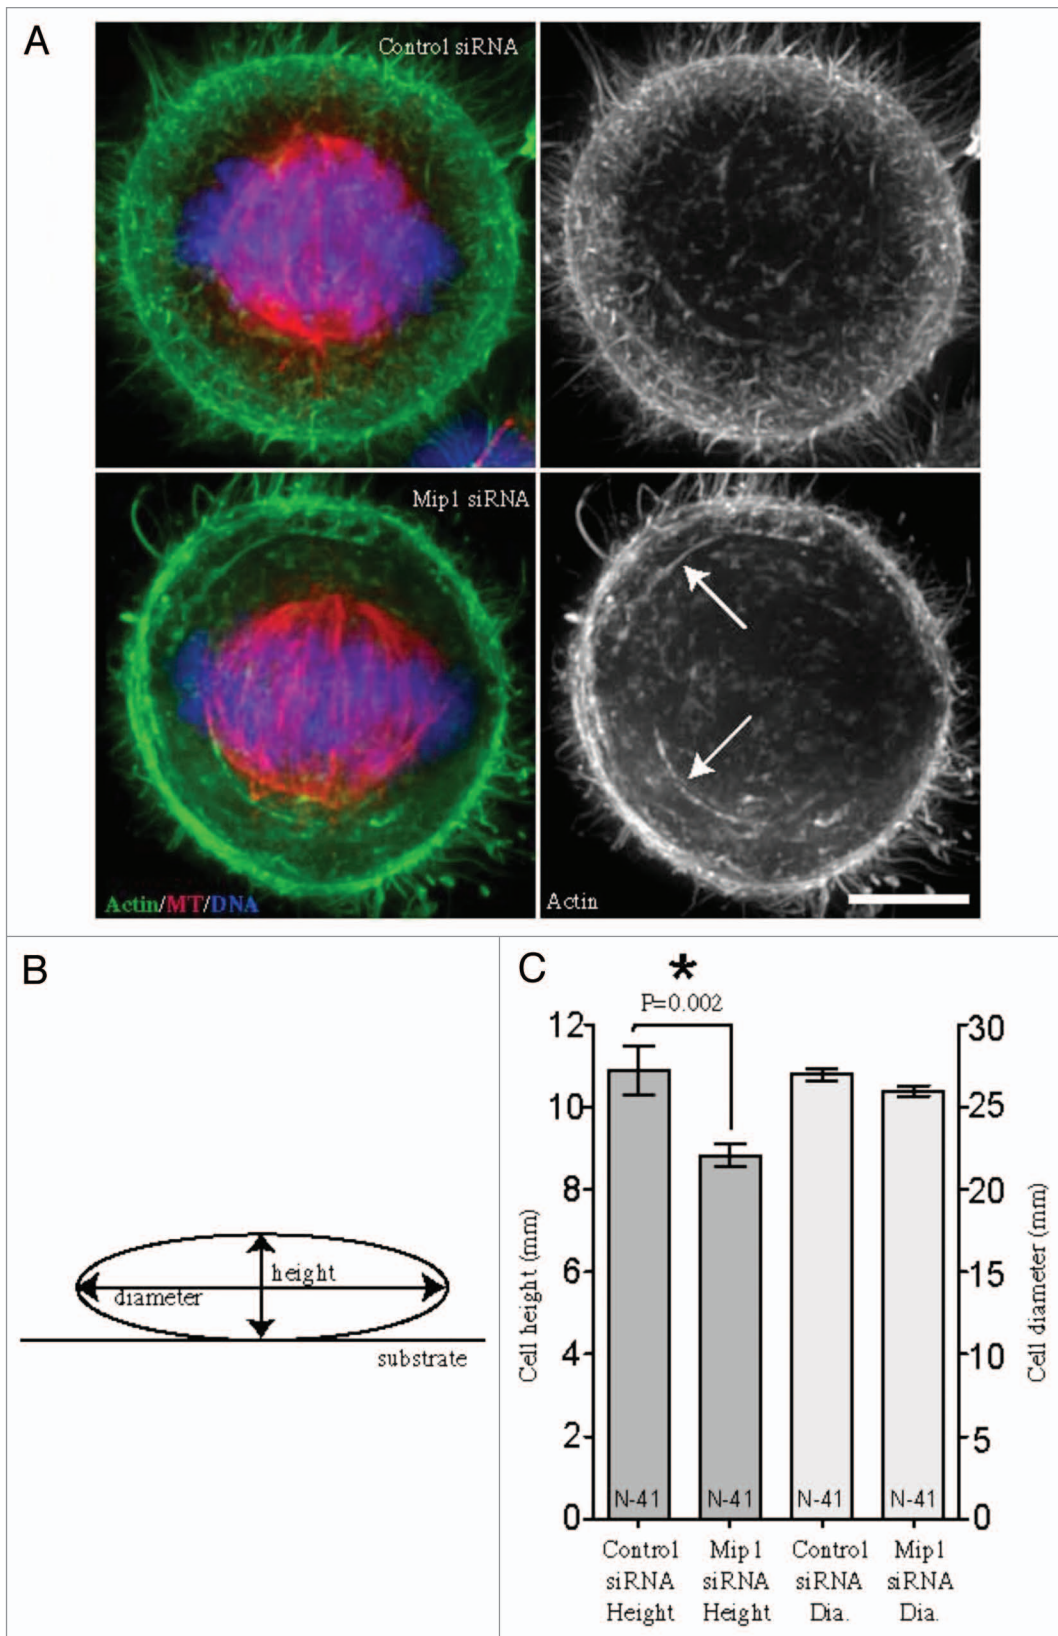 A
Control siRNA
Mip1 siRNA
Actin/MT/DNA
Actin
B
height
diameter
substrate
C
*
P=0.002
12
10
8
6
4
2
0
Cell height (mm)
30
25
20
15
10
5
0
Cell diameter (mm)
N-41 N-41 N-41 N-41
Control Mip1 Control Mip1
siRNA siRNA siRNA siRNA
Height Height Dia. Dia.